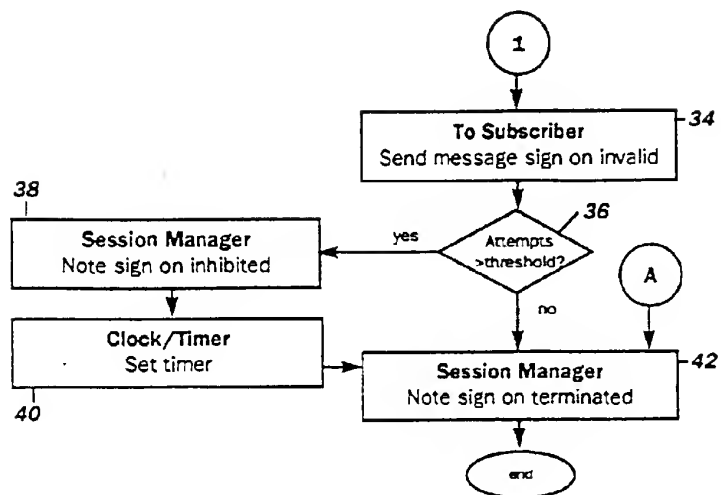 1
To Subscriber
Send message sign on invalid
34
38
36
Session Manager
Note sign on inhibited
yes
Attempts
>threshold?
A
no
Clock/Timer
Set timer
40
Session Manager
Note sign on terminated
42
end